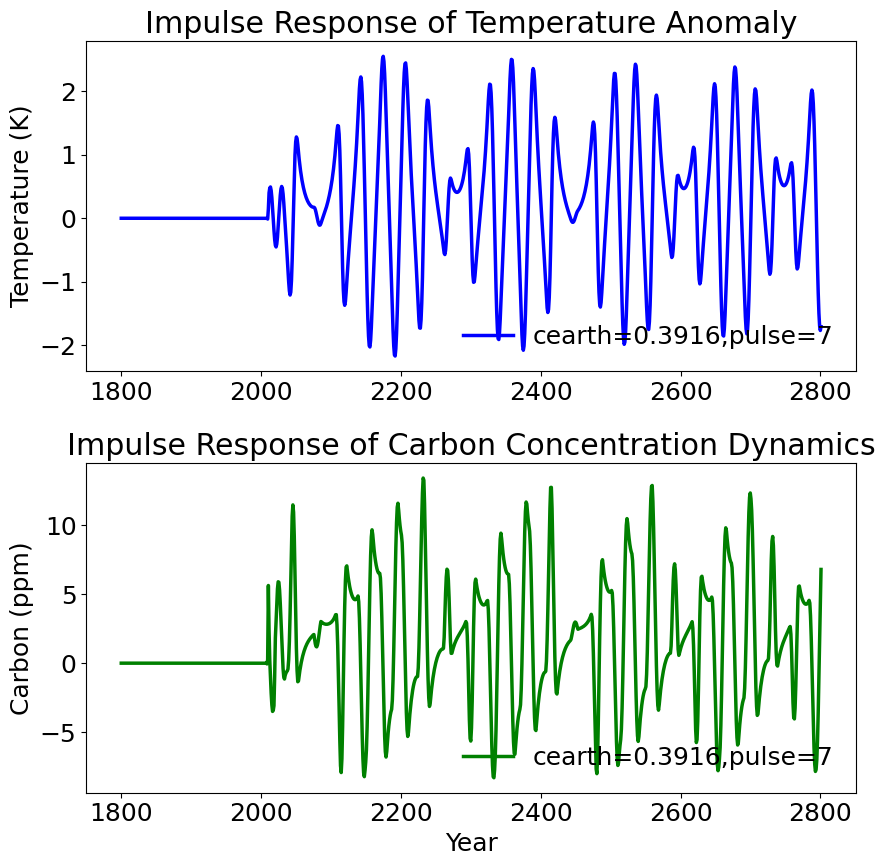 Impulse Response of Temperature Anomaly
Temperature (K)
2
1
0
−1
−2
cearth=0.3916,pulse=7
1800 2000 2200 2400 2600 2800
Impulse Response of Carbon Concentration Dynamics
Carbon (ppm)
10
5
0
−5
cearth=0.3916,pulse=7
1800 2000 2200 2400 2600 2800
Year